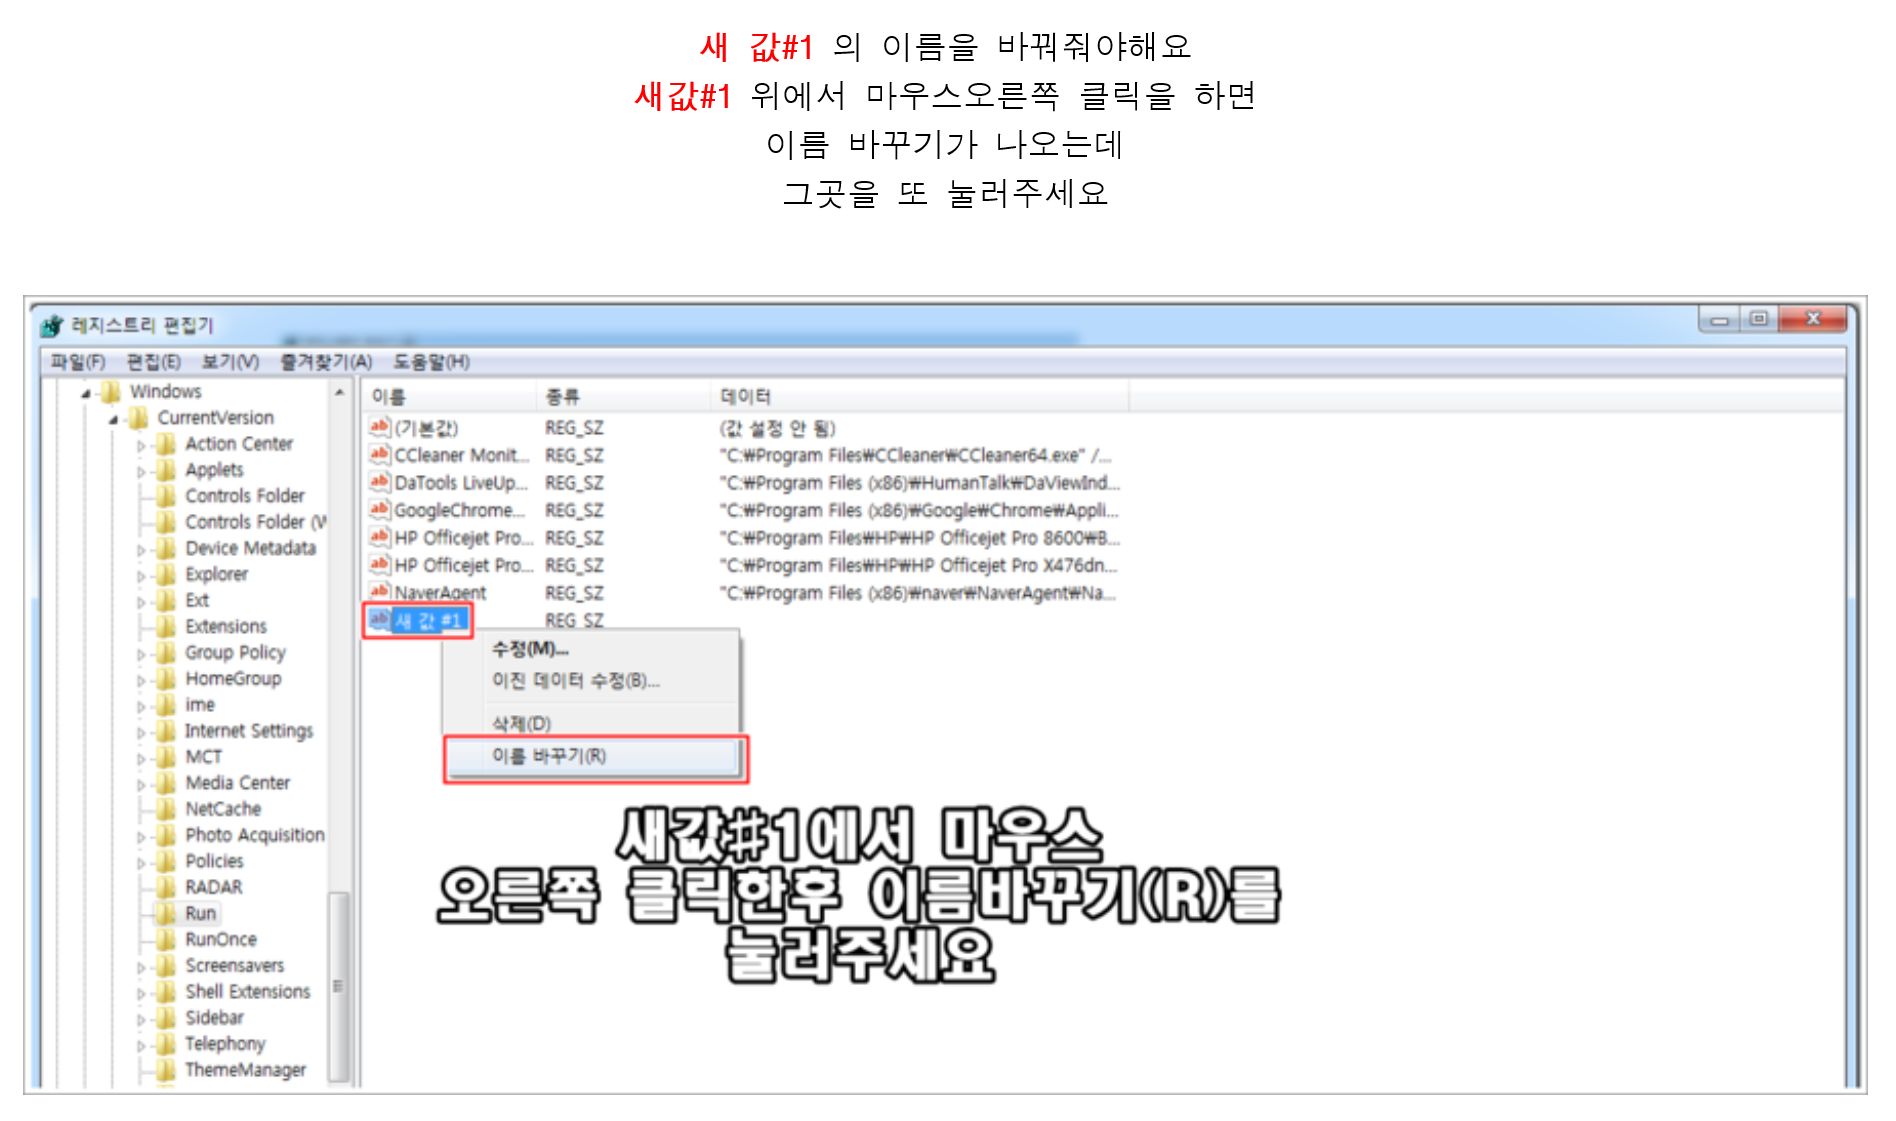 새 값#1 의 이름을 바꿔줘야해요
새값#1 위에서 마우스오른쪽 클릭을 하면
이름 바꾸기가 나오는데
그곳을 또 눌러주세요
레지스트리 편집기
파일(F) 편집(E) 보기(V) 즐겨찾기(A) 도움말(H)
Windows
CurrentVersion
Action Center
Applets
Controls Folder
Controls Folder (W
Device Metadata
Explorer
Ext
Extensions
Group Policy
HomeGroup
ime
Internet Settings
MCT
Media Center
NetCache
Photo Acquisition
Policies
RADAR
Run
RunOnce
Screensavers
Shell Extensions
Sidebar
Telephony
ThemeManager
이름 종류 데이터
(기본값) REG_SZ (값 설정 안 됨)
CCleaner Monit... REG_SZ "C:₩Program Files₩CCleaner₩CCleaner64.exe" /...
DaTools LiveUp... REG_SZ "C:₩Program Files (x86)₩HumanTalk₩DaViewInd...
GoogleChrome... REG_SZ "C:₩Program Files (x86)₩Google₩Chrome₩Appli...
HP Officejet Pro... REG_SZ "C:₩Program Files₩HP₩HP Officejet Pro 8600₩B...
HP Officejet Pro... REG_SZ "C:₩Program Files₩HP₩HP Officejet Pro X476dn...
NaverAgent REG_SZ "C:₩Program Files (x86)₩naver₩NaverAgent₩Na...
새 값 #1 REG_SZ
수정(M)...
이진 데이터 수정(B)...
삭제(D)
이름 바꾸기(R)
새값#1에서 마우스
오른쪽 클릭한후 이름바꾸기(R)를
눌러주세요